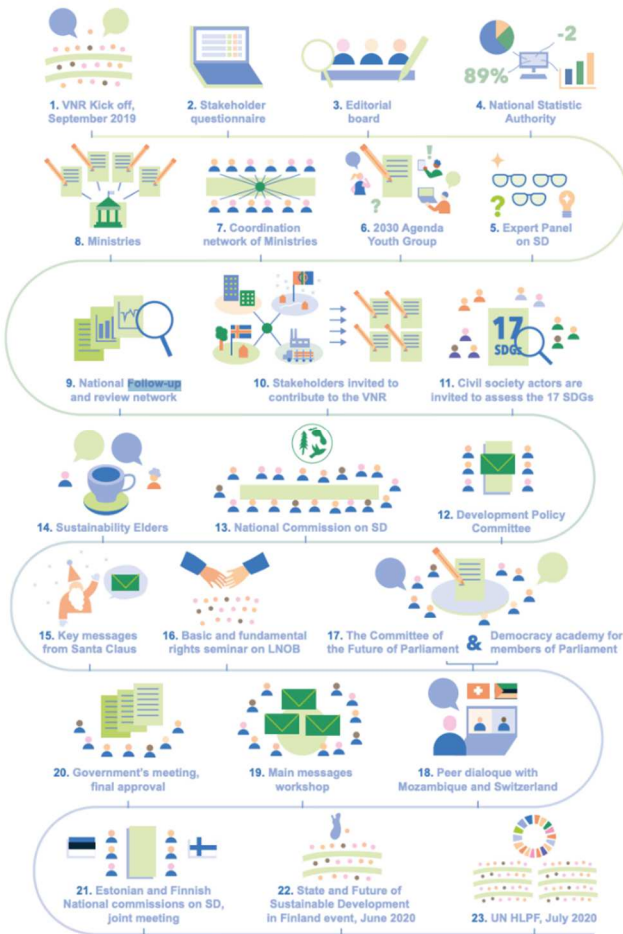 -2
89%
1. VNR Kick off,
September 2019
2. Stakeholder
questionnaire
3. Editorial
board
4. National Statistic
Authority
?
!
?
8. Ministries
7. Coordination
network of Ministries
6. 2030 Agenda
Youth Group
5. Expert Panel
on SD
17
SDGs
9. National Follow-up
and review network
10. Stakeholders invited to
contribute to the VNR
11. Civil society actors are
invited to assess the 17 SDGs
14. Sustainability Elders
13. National Commission on SD
12. Development Policy
Committee
15. Key messages
from Santa Claus
16. Basic and fundamental
rights seminar on LNOB
17. The Committee of
the Future of Parliament
&
Democracy academy for
members of Parliament
20. Government's meeting,
final approval
19. Main messages
workshop
18. Peer dialoque with
Mozambique and Switzerland
21. Estonian and Finnish
National commissions on SD,
joint meeting
22. State and Future of
Sustainable Development
in Finland event, June 2020
23. UN HLPF, July 2020